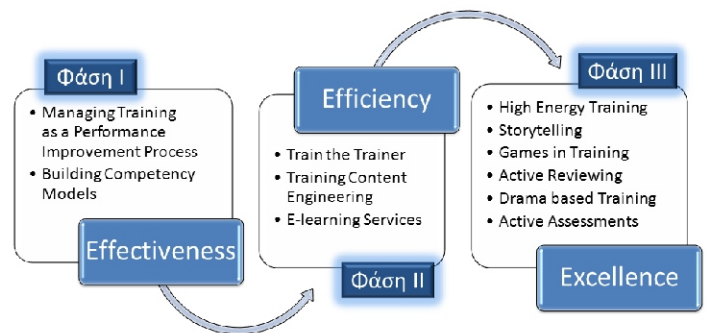 Φάση I
• Managing Training
as a Performance
Improvement Process
• Building Competency
Models
Effectiveness
Efficiency
• Train the Trainer
• Training Content
Engineering
• E-learning Services
Φάση II
Φάση III
• High Energy Training
• Storytelling
• Games in Training
• Active Reviewing
• Drama based Training
• Active Assessments
Excellence